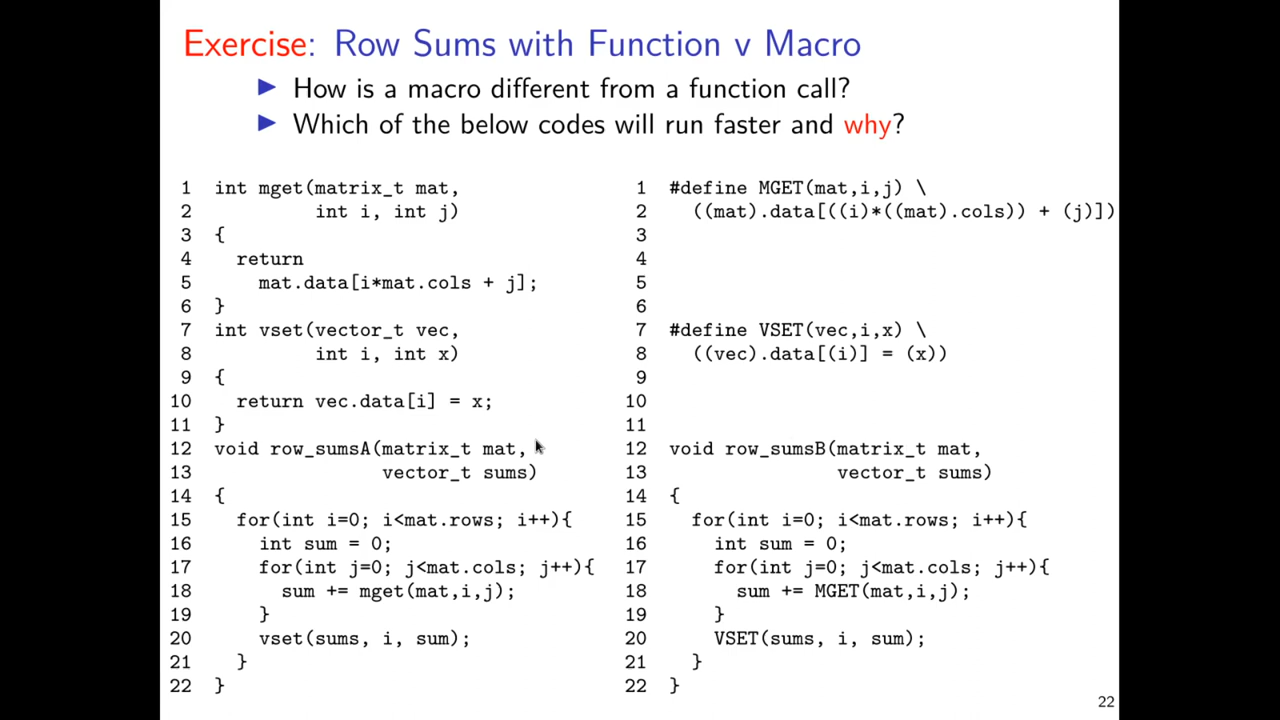 Exercise: Row Sums with Function v Macro
▶ How is a macro different from a function call?
▶ Which of the below codes will run faster and why?
1 int mget(matrix_t mat,
2          int i, int j)
3 {
4   return
5     mat.data[i*mat.cols + j];
6 }
7 int vset(vector_t vec,
8          int i, int x)
9 {
10   return vec.data[i] = x;
11 }
12 void row_sumsA(matrix_t mat,
13                vector_t sums)
14 {
15   for(int i=0; i<mat.rows; i++){
16     int sum = 0;
17     for(int j=0; j<mat.cols; j++){
18       sum += mget(mat,i,j);
19     }
20     vset(sums, i, sum);
21   }
22 }
1 #define MGET(mat,i,j) \
2   ((mat).data[((i)*((mat).cols)) + (j)])
3
4
5
6
7 #define VSET(vec,i,x) \
8   ((vec).data[(i)] = (x))
9
10
11
12 void row_sumsB(matrix_t mat,
13                vector_t sums)
14 {
15   for(int i=0; i<mat.rows; i++){
16     int sum = 0;
17     for(int j=0; j<mat.cols; j++){
18       sum += MGET(mat,i,j);
19     }
20     VSET(sums, i, sum);
21   }
22 }
22